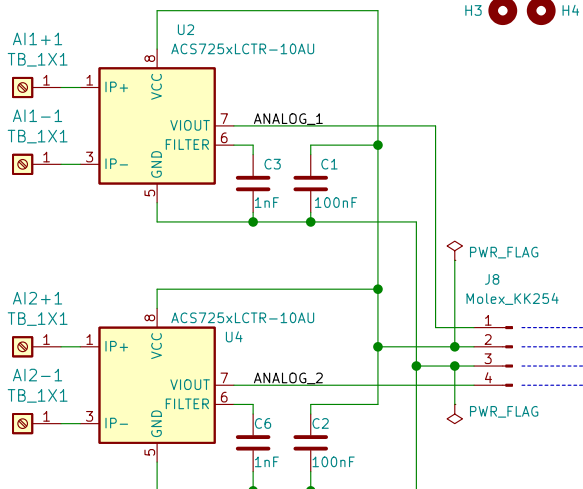 H3 H4
U2
ACS725xLCTR-10AU
AI1+1
TB_1X1
1
1 IP+
8
VCC
VIOUT 7 ANALOG_1
FILTER 6
AI1-1
TB_1X1
1
3 IP-
GND
5
C3
1nF
C1
100nF
PWR_FLAG
J8
Molex_KK254
1
2
3
4
PWR_FLAG
AI2+1
TB_1X1
1
1 IP+
8
VCC
ACS725xLCTR-10AU
U4
VIOUT 7 ANALOG_2
FILTER 6
AI2-1
TB_1X1
1
3 IP-
GND
5
C6
1nF
C2
100nF